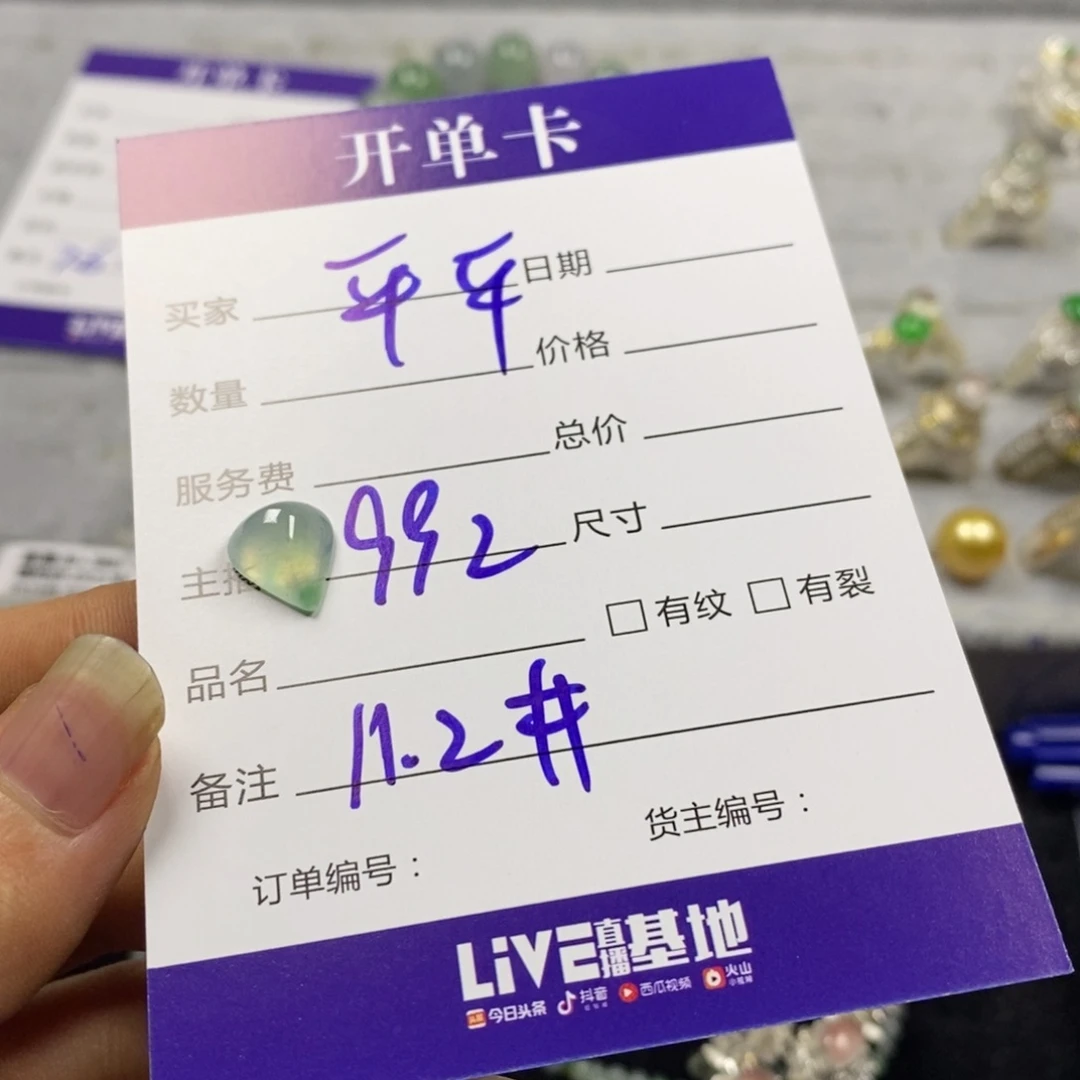 开单卡
买家 平平 日期
数量 价格
服务费 总价
主播 992 尺寸
品名 □有纹 □有裂
备注 11.2#
订单编号： 货主编号：
LiVE直播基地
今日头条 抖音 西瓜视频 火山